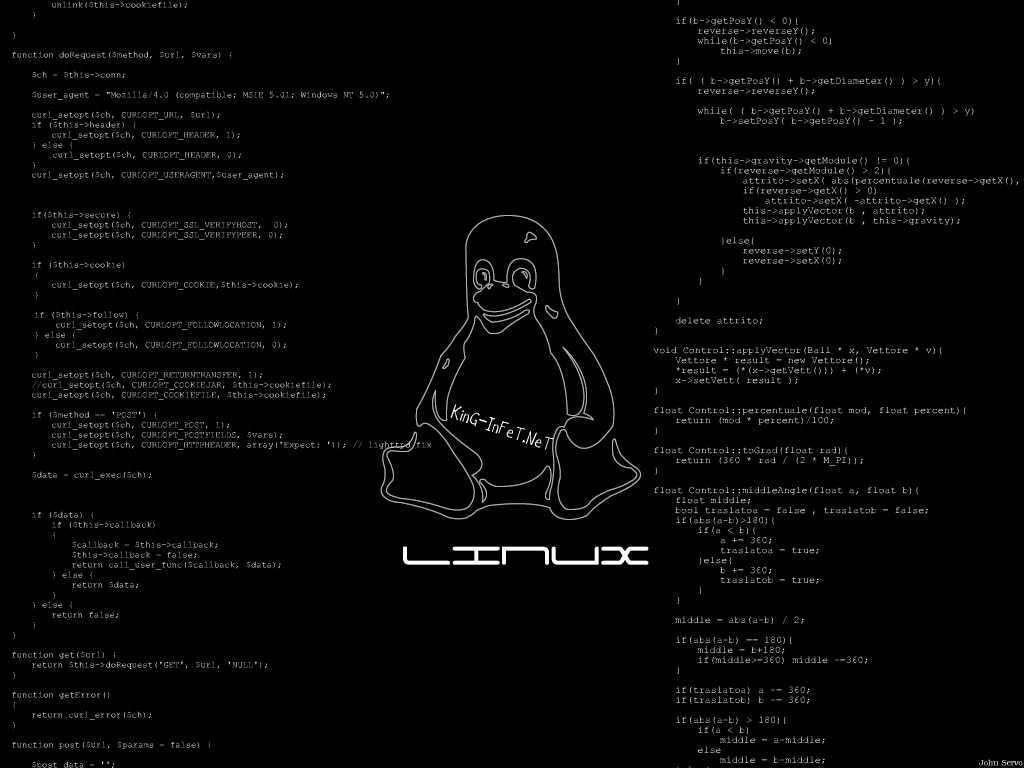 unlink($this->cookiefile);
}
}
function doRequest($method, $url, $vars) {
$ch = $this->conn;
$user_agent = "Mozilla/4.0 (compatible; MSIE 5.01; Windows NT 5.0)";
curl_setopt($ch, CURLOPT_URL, $url);
if ($this->header) {
curl_setopt($ch, CURLOPT_HEADER, 1);
} else {
curl_setopt($ch, CURLOPT_HEADER, 0);
}
curl_setopt($ch, CURLOPT_USERAGENT,$user_agent);
if($this->secure) {
curl_setopt($ch, CURLOPT_SSL_VERIFYHOST,  0);
curl_setopt($ch, CURLOPT_SSL_VERIFYPEER, 0);
}
if ($this->cookie)
{
curl_setopt($ch, CURLOPT_COOKIE,$this->cookie);
}
if ($this->follow) {
curl_setopt($ch, CURLOPT_FOLLOWLOCATION, 1);
} else {
curl_setopt($ch, CURLOPT_FOLLOWLOCATION, 0);
}
curl_setopt($ch, CURLOPT_RETURNTRANSFER, 1);
//curl_setopt($ch, CURLOPT_COOKIEJAR, $this->cookiefile);
curl_setopt($ch, CURLOPT_COOKIEFILE, $this->cookiefile);
if ($method == 'POST') {
curl_setopt($ch, CURLOPT_POST, 1);
curl_setopt($ch, CURLOPT_POSTFIELDS, $vars);
curl_setopt($ch, CURLOPT_HTTPHEADER, array('Expect: ')); // lighttpd fix
}
$data = curl_exec($ch);
if ($data) {
if ($this->callback)
{
$callback = $this->callback;
$this->callback = false;
return call_user_func($callback, $data);
} else {
return $data;
}
} else {
return false;
}
}
function get($url) {
return $this->doRequest('GET', $url, 'NULL');
}
function getError()
{
return curl_error($ch);
}
function post($url, $params = false) {
$post_data = '';
KinG-InFeT.NeT
LINUX
}
if(b->getPosY() < 0){
reverse->reverseY();
while(b->getPosY() < 0)
this->move(b);
}
if( ( b->getPosY() + b->getDiameter() ) > y){
reverse->reverseY();
while( ( b->getPosY() + b->getDiameter() ) > y)
b->setPosY( b->getPosY() - 1 );
if(this->gravity->getModule() != 0){
if(reverse->getModule() > 2){
attrito->setX( abs(percentuale(reverse->getX(),
if(reverse->getX() > 0)
attrito->setX( -attrito->getX() );
this->applyVector(b , attrito);
this->applyVector(b , this->gravity);
}else{
reverse->setY(0);
reverse->setX(0);
}
}
}
delete attrito;
}
void Control::applyVector(Ball * x, Vettore * v){
Vettore * result = new Vettore();
*result = (*(x->getVett())) + (*v);
x->setVett( result );
}
float Control::percentuale(float mod, float percent){
return (mod * percent)/100;
}
float Control::toGrad(float rad){
return (360 * rad / (2 * M_PI));
}
float Control::middleAngle(float a, float b){
float middle;
bool traslatoa = false , traslatob = false;
if(abs(a-b)>180){
if(a < b){
a += 360;
traslatoa = true;
}else{
b += 360;
traslatob = true;
}
}
middle = abs(a-b) / 2;
if(abs(a-b) == 180){
middle = b+180;
if(middle>=360) middle -=360;
}
if(traslatoa) a -= 360;
if(traslatob) b -= 360;
if(abs(a-b) > 180){
if(a < b)
middle = a-middle;
else
middle = b-middle;
John Servo